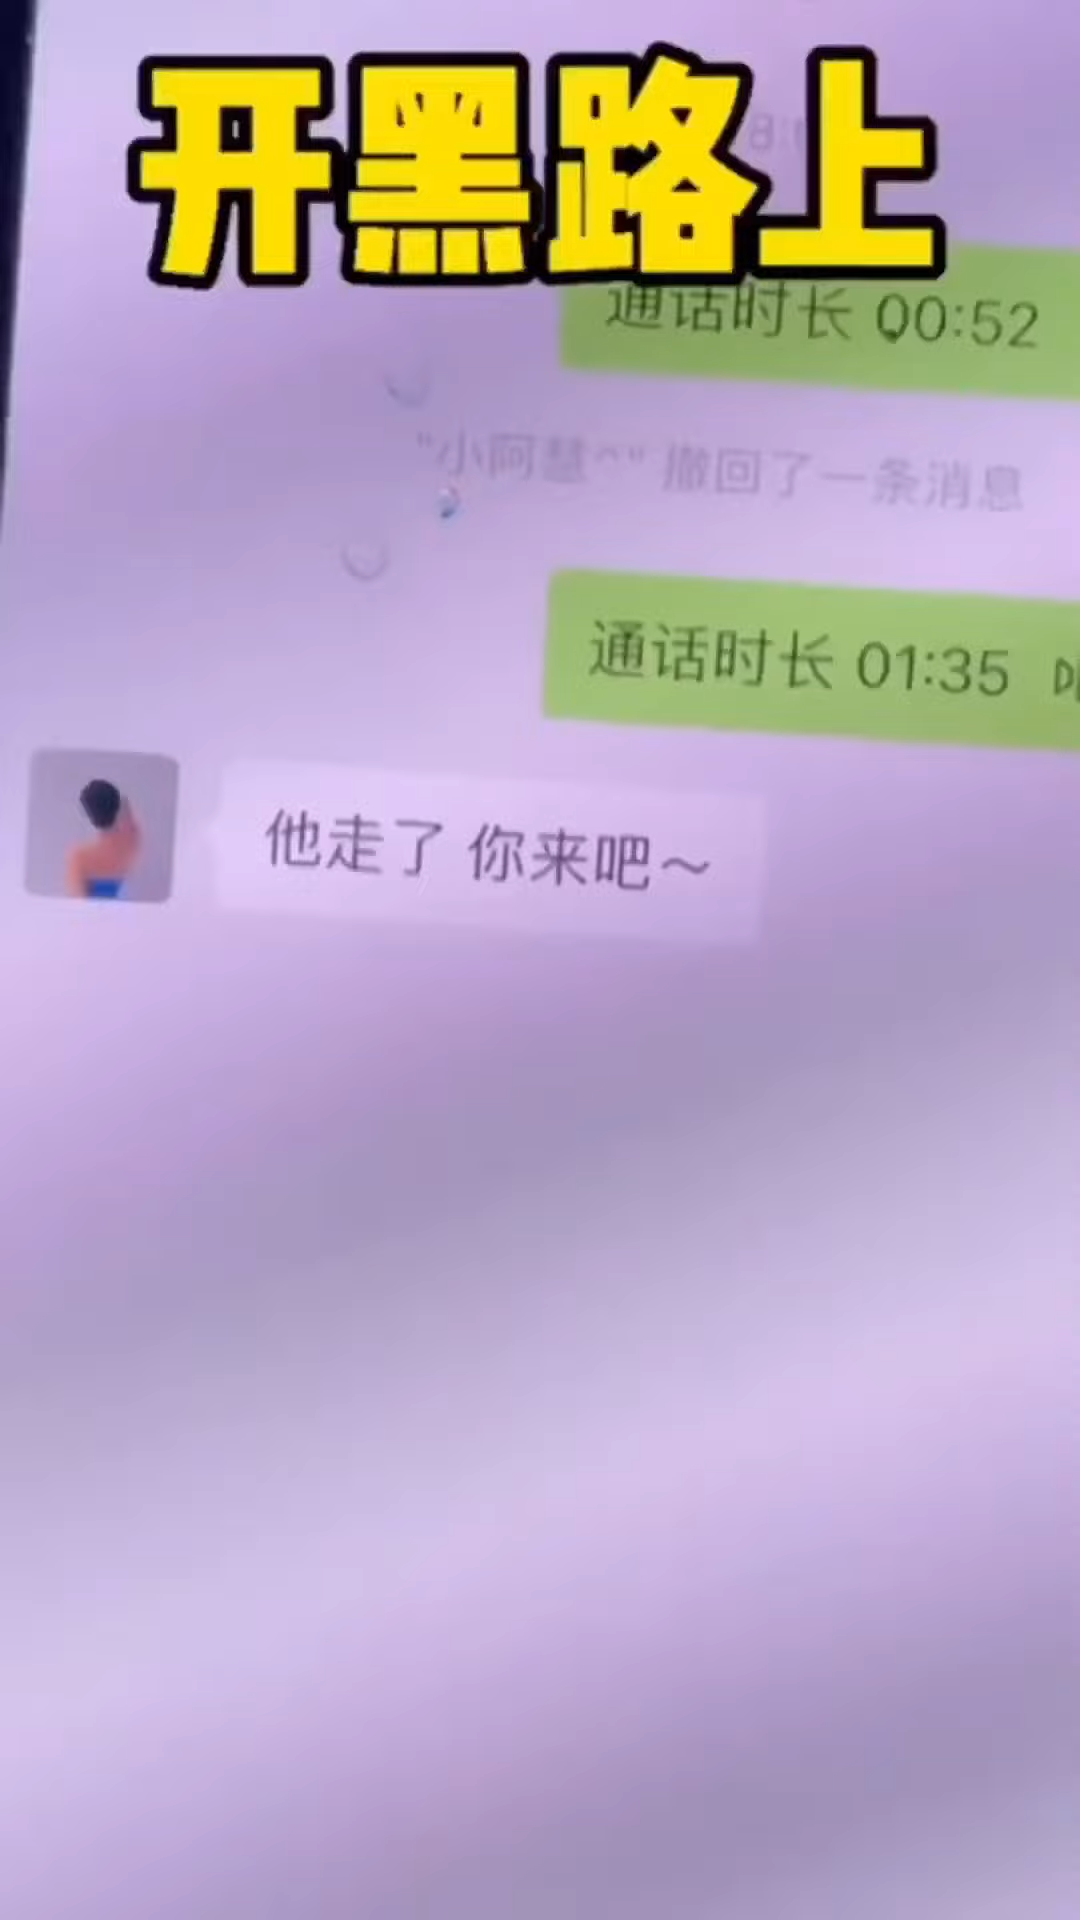 开黑路上
通话时长 00:52
"小阿慧^" 撤回了一条消息
通话时长 01:35
他走了 你来吧～